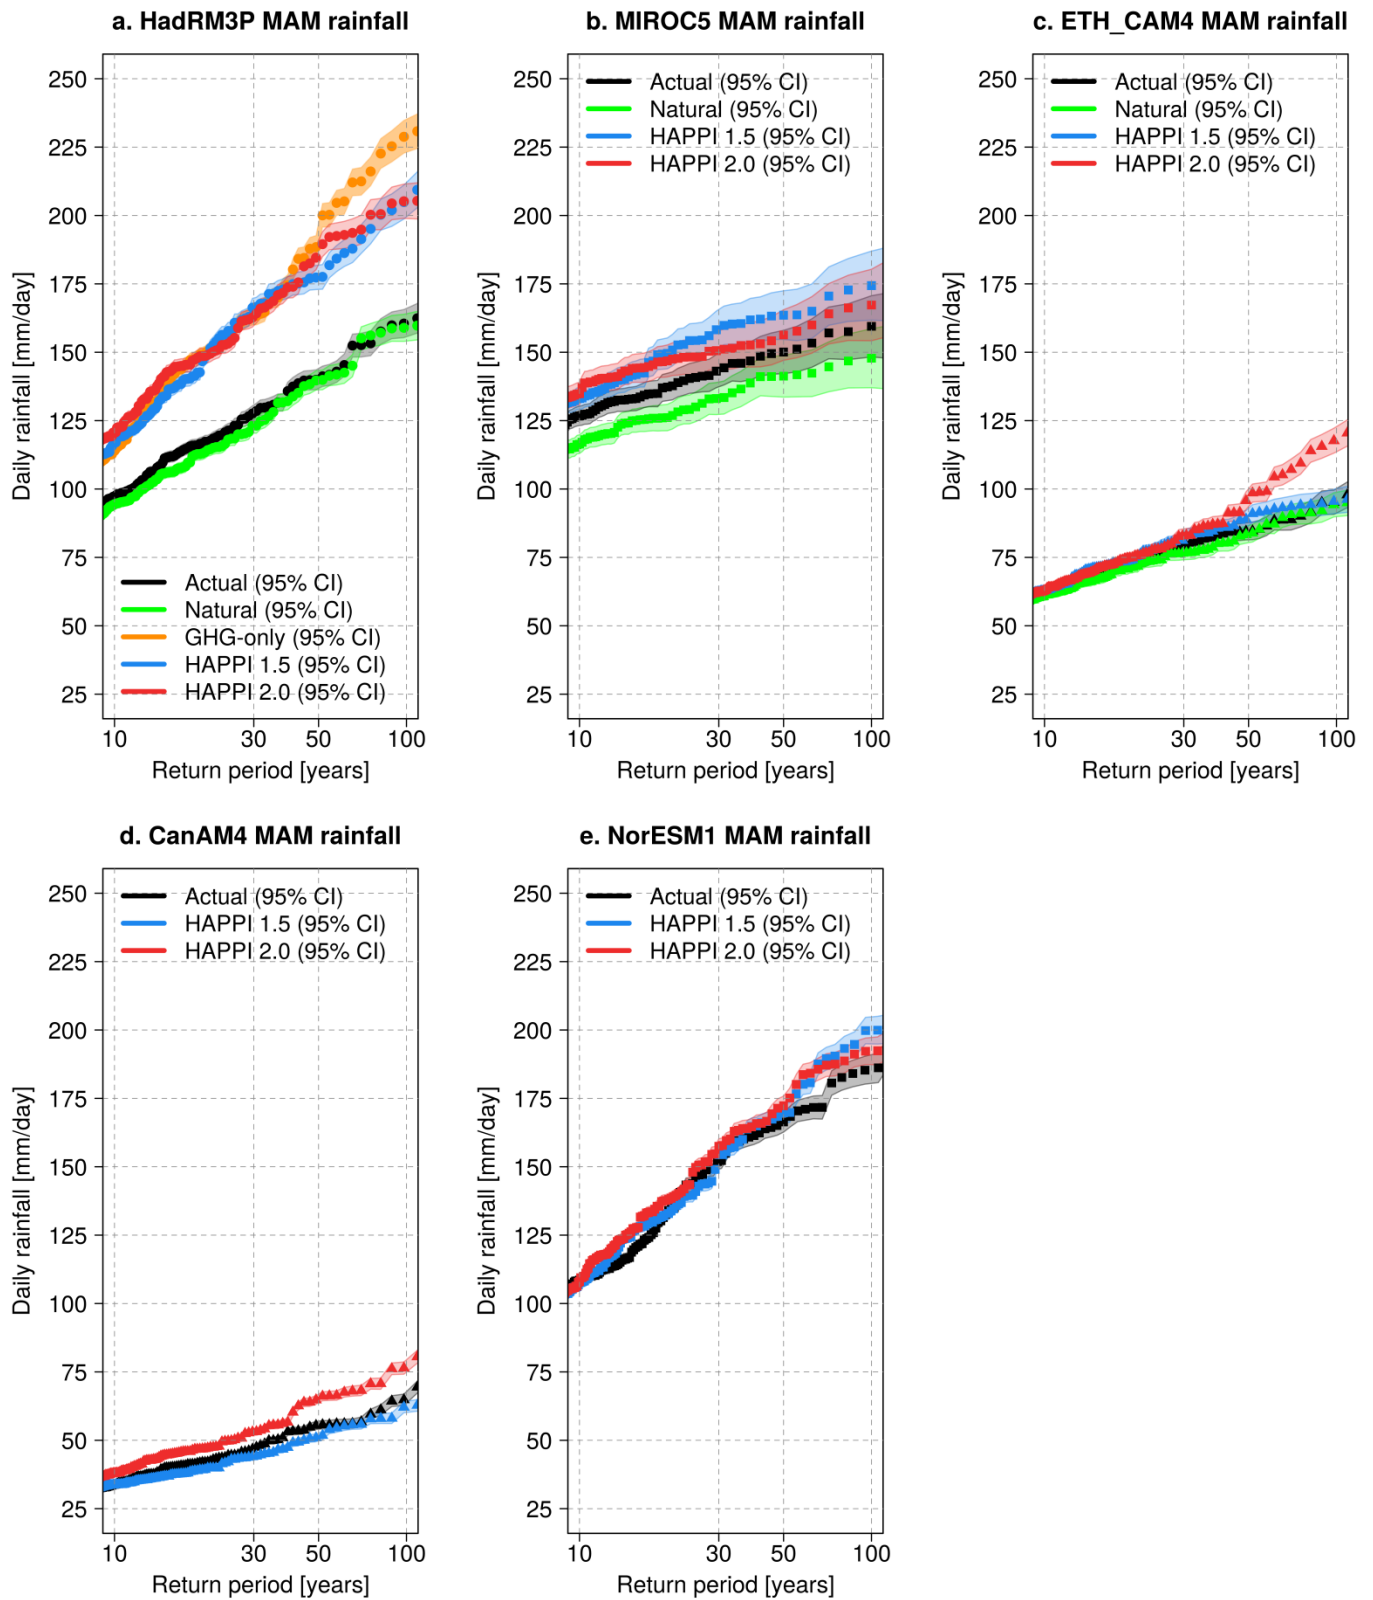 a. HadRM3P MAM rainfall
250
225
200
175
150
125
100
75
50
25
Daily rainfall [mm/day]
Actual (95% CI)
Natural (95% CI)
GHG-only (95% CI)
HAPPI 1.5 (95% CI)
HAPPI 2.0 (95% CI)
10 30 50 100
Return period [years]
b. MIROC5 MAM rainfall
250
225
200
175
150
125
100
75
50
25
Daily rainfall [mm/day]
Actual (95% CI)
Natural (95% CI)
HAPPI 1.5 (95% CI)
HAPPI 2.0 (95% CI)
10 30 50 100
Return period [years]
c. ETH_CAM4 MAM rainfall
250
225
200
175
150
125
100
75
50
25
Daily rainfall [mm/day]
Actual (95% CI)
Natural (95% CI)
HAPPI 1.5 (95% CI)
HAPPI 2.0 (95% CI)
10 30 50 100
Return period [years]
d. CanAM4 MAM rainfall
250
225
200
175
150
125
100
75
50
25
Daily rainfall [mm/day]
Actual (95% CI)
HAPPI 1.5 (95% CI)
HAPPI 2.0 (95% CI)
10 30 50 100
Return period [years]
e. NorESM1 MAM rainfall
250
225
200
175
150
125
100
75
50
25
Daily rainfall [mm/day]
Actual (95% CI)
HAPPI 1.5 (95% CI)
HAPPI 2.0 (95% CI)
10 30 50 100
Return period [years]